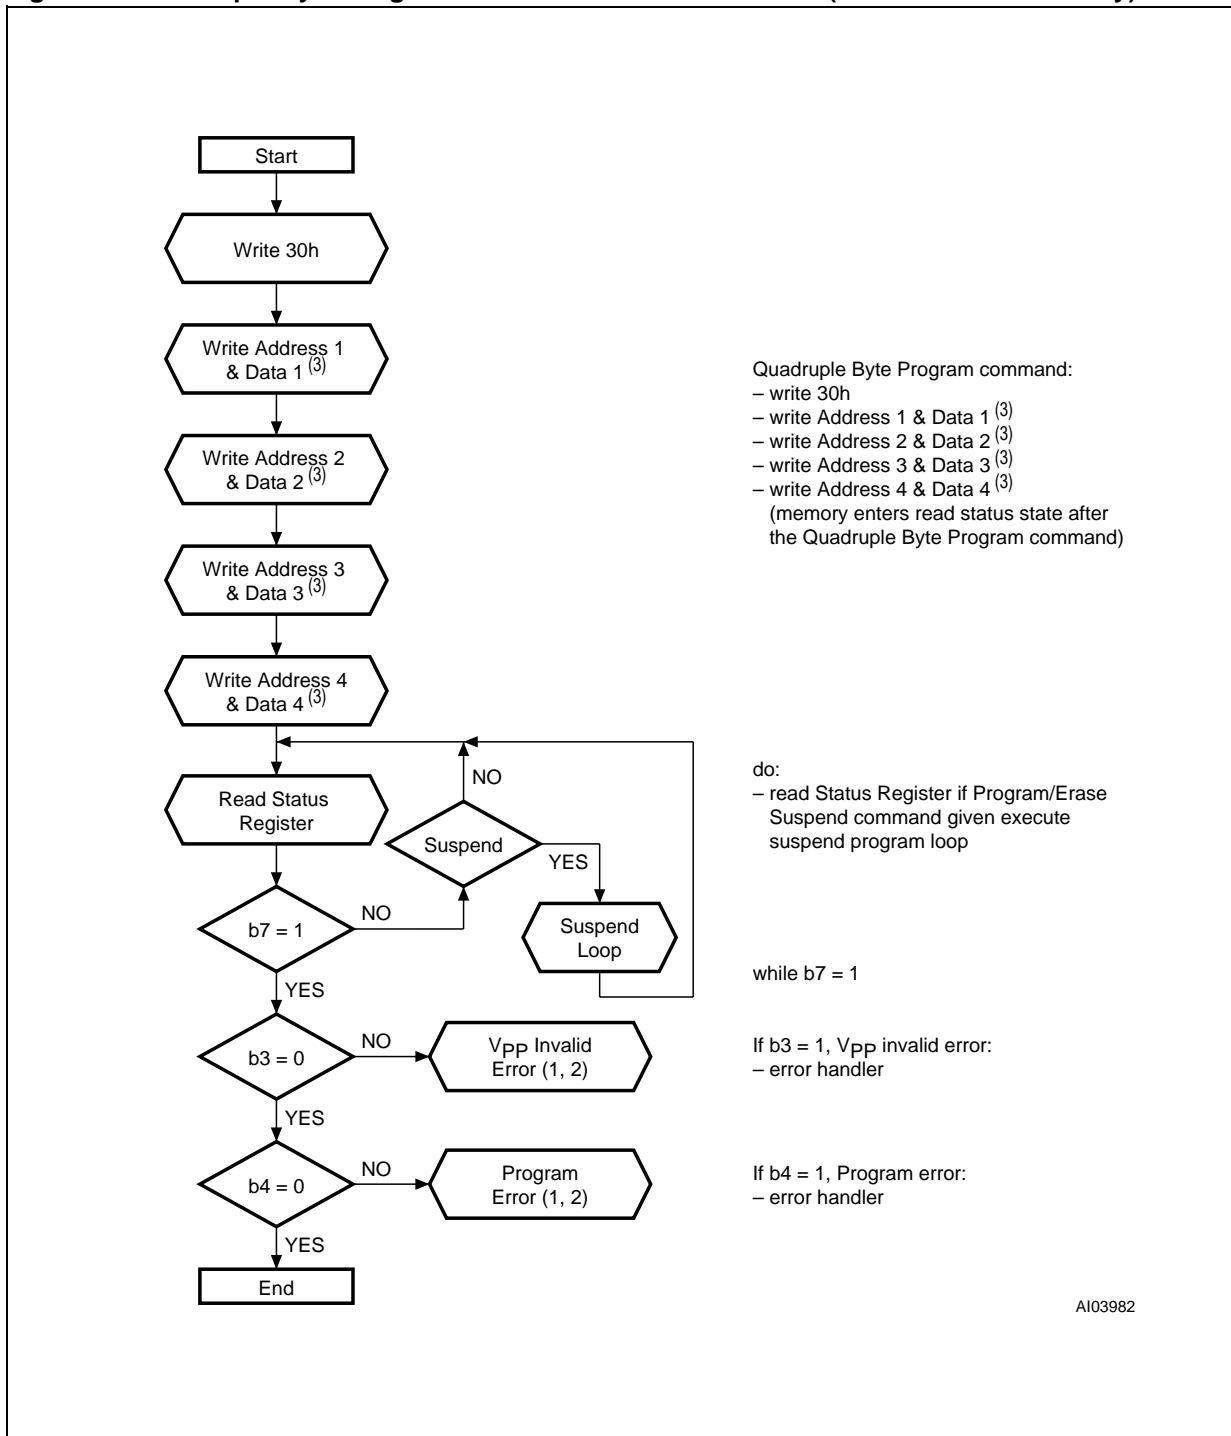 Start
Write 30h
Write Address 1
& Data 1 (3)
Write Address 2
& Data 2 (3)
Write Address 3
& Data 3 (3)
Write Address 4
& Data 4 (3)
Quadruple Byte Program command:
– write 30h
– write Address 1 & Data 1 (3)
– write Address 2 & Data 2 (3)
– write Address 3 & Data 3 (3)
– write Address 4 & Data 4 (3)
(memory enters read status state after
the Quadruple Byte Program command)
Read Status
Register
NO
Suspend
YES
Suspend
Loop
do:
– read Status Register if Program/Erase
Suspend command given execute
suspend program loop
b7 = 1
NO
YES
while b7 = 1
b3 = 0
NO
YES
VPP Invalid
Error (1, 2)
If b3 = 1, VPP invalid error:
– error handler
b4 = 0
NO
YES
Program
Error (1, 2)
If b4 = 1, Program error:
– error handler
End
AI03982